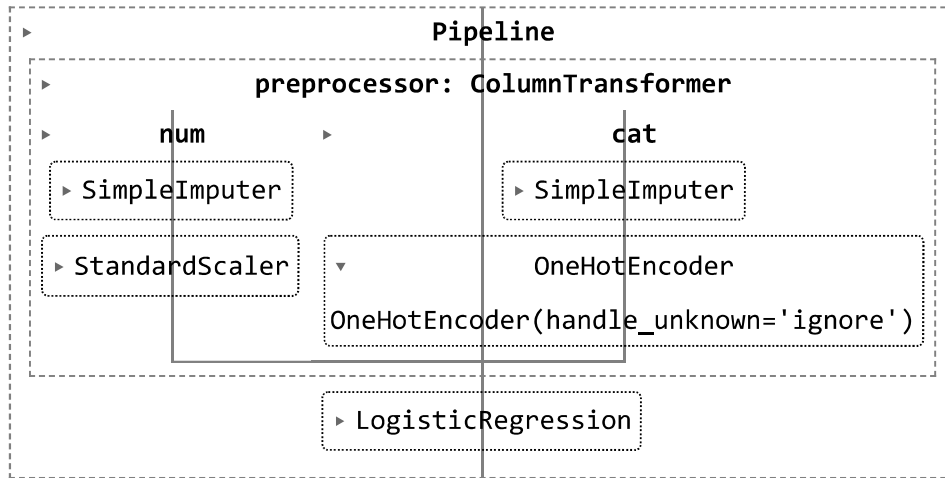 Pipeline
preprocessor: ColumnTransformer
num cat
SimpleImputer SimpleImputer
StandardScaler OneHotEncoder
OneHotEncoder(handle_unknown='ignore')
LogisticRegression